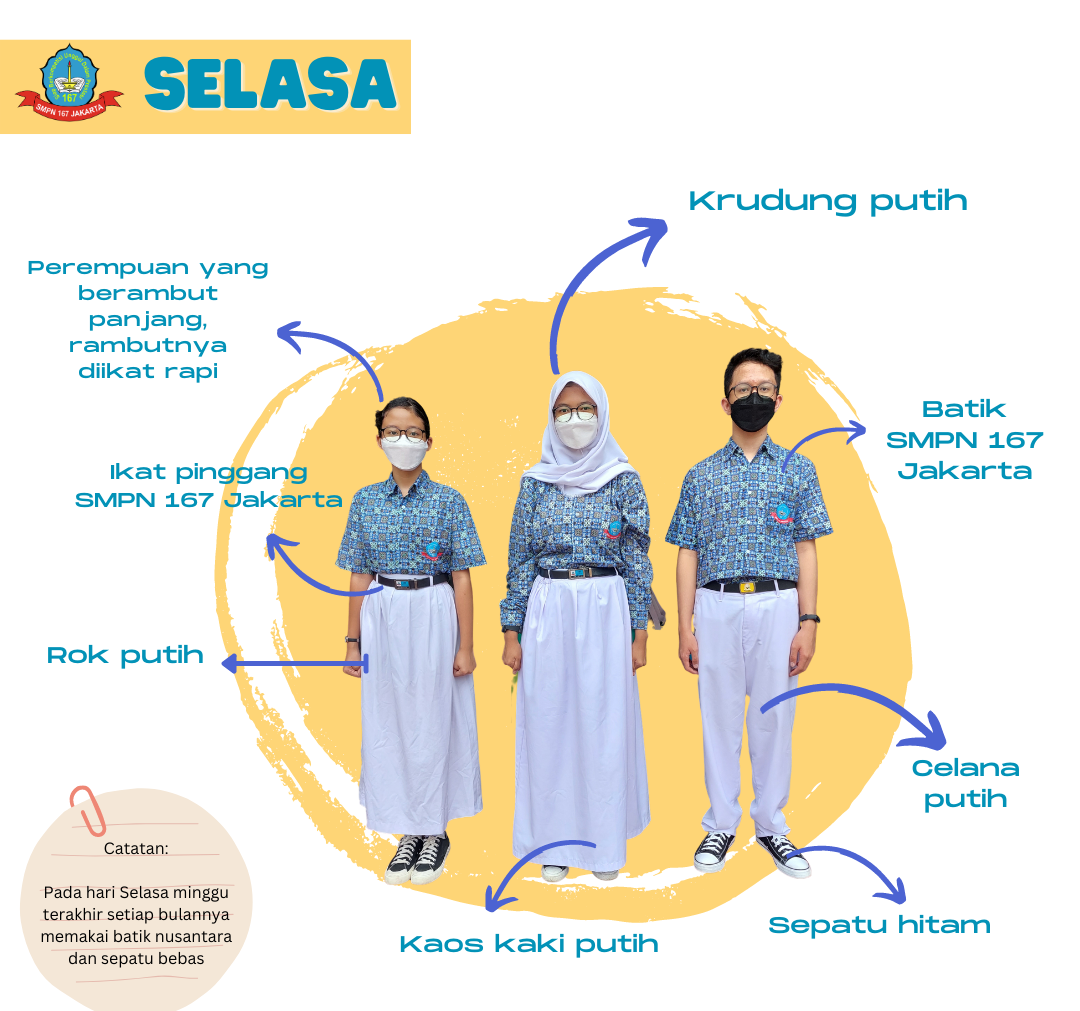 SELASA
167
SMPN 167 JAKARTA
Krudung putih
Perempuan yang
berambut
panjang,
rambutnya
diikat rapi
Batik
SMPN 167
Jakarta
Ikat pinggang
SMPN 167 Jakarta
Rok putih
Celana
putih
Catatan:
Pada hari Selasa minggu
terakhir setiap bulannya
memakai batik nusantara
dan sepatu bebas
Sepatu hitam
Kaos kaki putih